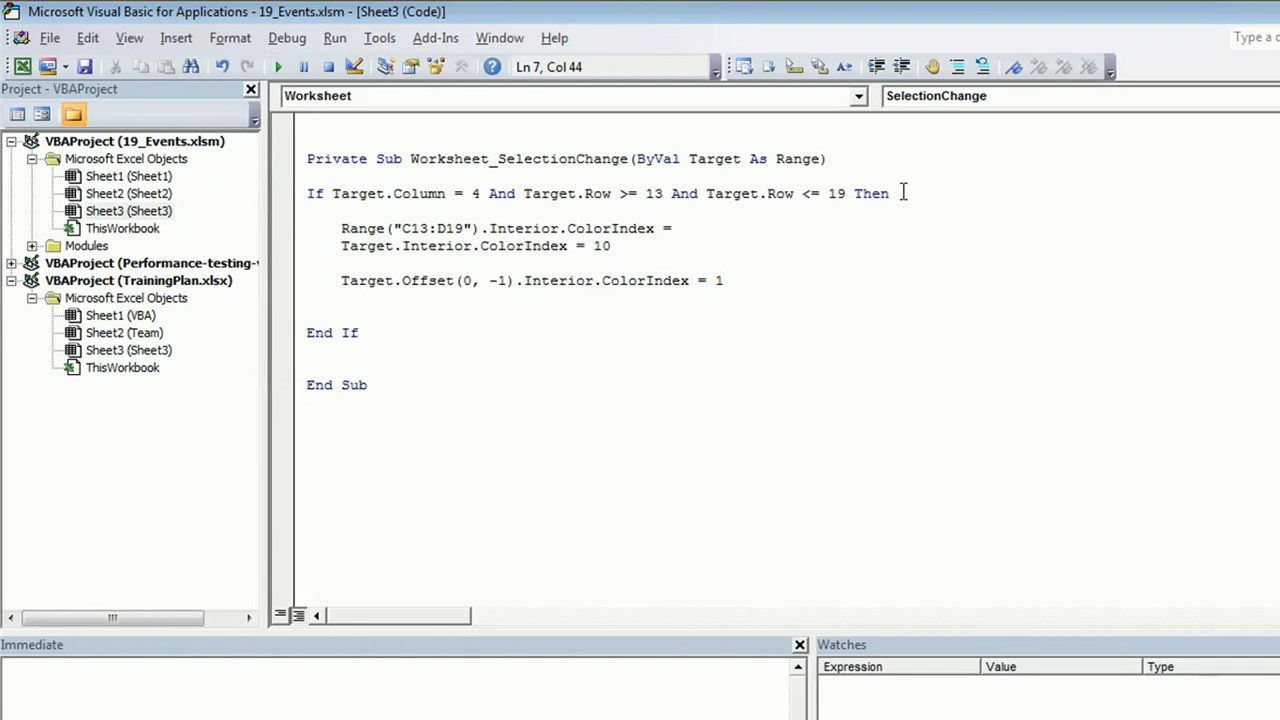 Microsoft Visual Basic for Applications - 19_Events.xlsm - [Sheet3 (Code)]
File Edit View Insert Format Debug Run Tools Add-Ins Window Help
Type a
Ln 7, Col 44
Project - VBAProject
Worksheet
SelectionChange
VBAProject (19_Events.xlsm)
Microsoft Excel Objects
Sheet1 (Sheet1)
Sheet2 (Sheet2)
Sheet3 (Sheet3)
ThisWorkbook
Modules
VBAProject (Performance-testing-
VBAProject (TrainingPlan.xlsx)
Microsoft Excel Objects
Sheet1 (VBA)
Sheet2 (Team)
Sheet3 (Sheet3)
ThisWorkbook
Private Sub Worksheet_SelectionChange(ByVal Target As Range)
If Target.Column = 4 And Target.Row >= 13 And Target.Row <= 19 Then
Range("C13:D19").Interior.ColorIndex =
Target.Interior.ColorIndex = 10
Target.Offset(0, -1).Interior.ColorIndex = 1
End If
End Sub
Immediate
Watches
Expression Value Type